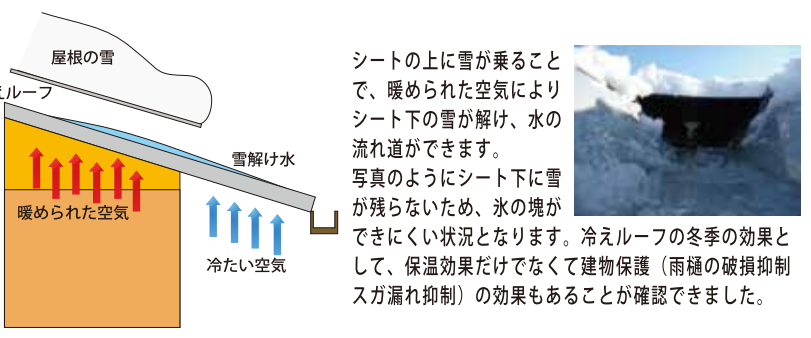 屋根の雪
えルーフ
雪解け水
暖められた空気
冷たい空気
シートの上に雪が乗ること
で、暖められた空気により
シート下の雪が解け、水の
流れ道ができます。
写真のようにシート下に雪
が残らないため、氷の塊が
できにくい状況となります。冷えルーフの冬季の効果と
して、保温効果だけでなくて建物保護（雨樋の破損抑制
スガ漏れ抑制）の効果もあることが確認できました。